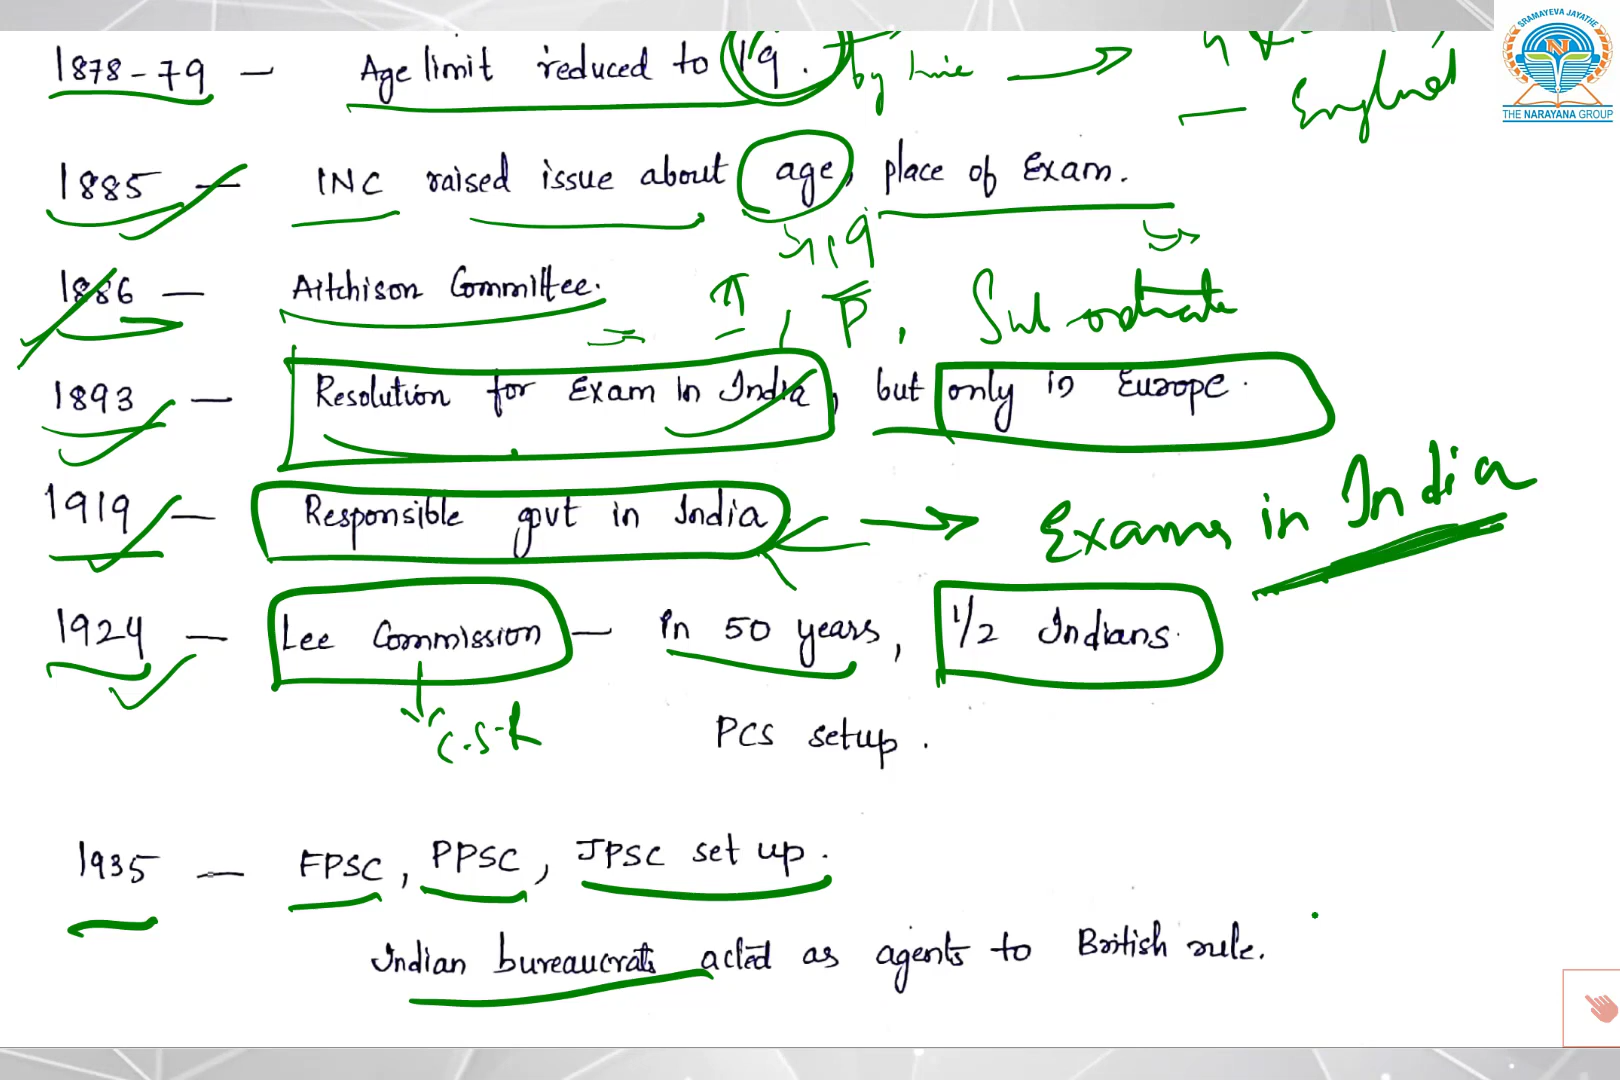 SRAMAYEVA JAYATHE
N
THE NARAYANA GROUP
1878-79 — Age limit reduced to 19. by
— England
1885 — INC raised issue about age, place of Exam.
19
1886 — Aitchison Committee. I, P, Subordinate
1893 — Resolution for Exam in India, but only in Europe.
1919 — Responsible govt in India → Exams in India
1924 — Lee Commission — in 50 years, 1/2 Indians.
C.S.R PCS setup.
1935 — FPSC, PPSC, JPSC set up.
Indian bureaucrats acted as agents to British rule.